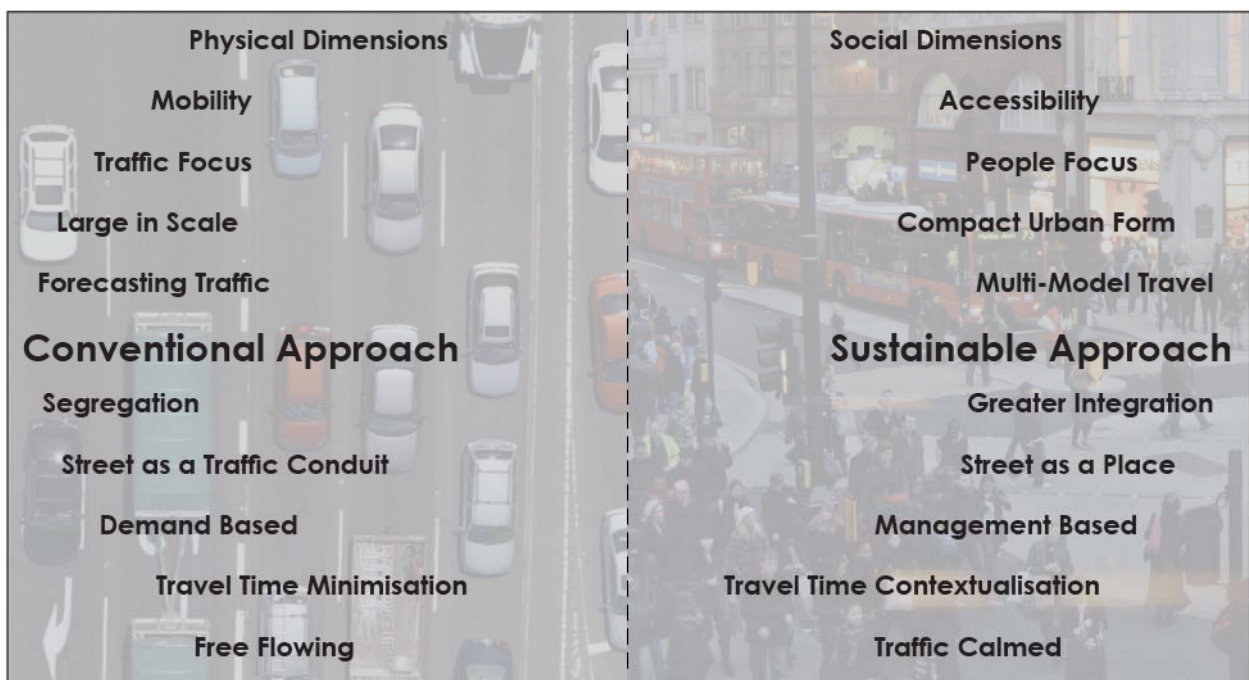 Physical Dimensions
Mobility
Traffic Focus
Large in Scale
Forecasting Traffic
Conventional Approach
Segregation
Street as a Traffic Conduit
Demand Based
Travel Time Minimisation
Free Flowing
Social Dimensions
Accessibility
People Focus
Compact Urban Form
Multi-Model Travel
Sustainable Approach
Greater Integration
Street as a Place
Management Based
Travel Time Contextualisation
Traffic Calmed